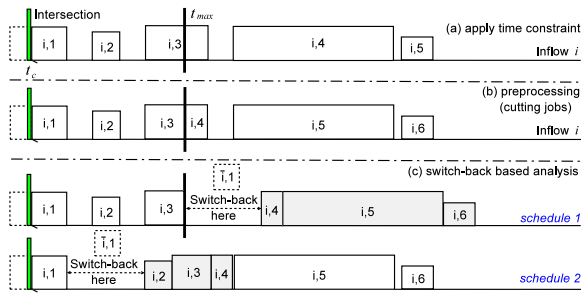 Intersection
t_max
i,1
i,2
i,3
i,4
i,5
(a) apply time constraint
Inflow i
t_c
(b) preprocessing
(cutting jobs)
i,1
i,2
i,3
i,4
i,5
i,6
Inflow i
(c) switch-back based analysis
ī,1
Switch-back
here
i,1
i,2
i,3
i,4
i,5
i,6
schedule 1
ī,1
Switch-back
here
i,1
i,2
i,3
i,4
i,5
i,6
schedule 2